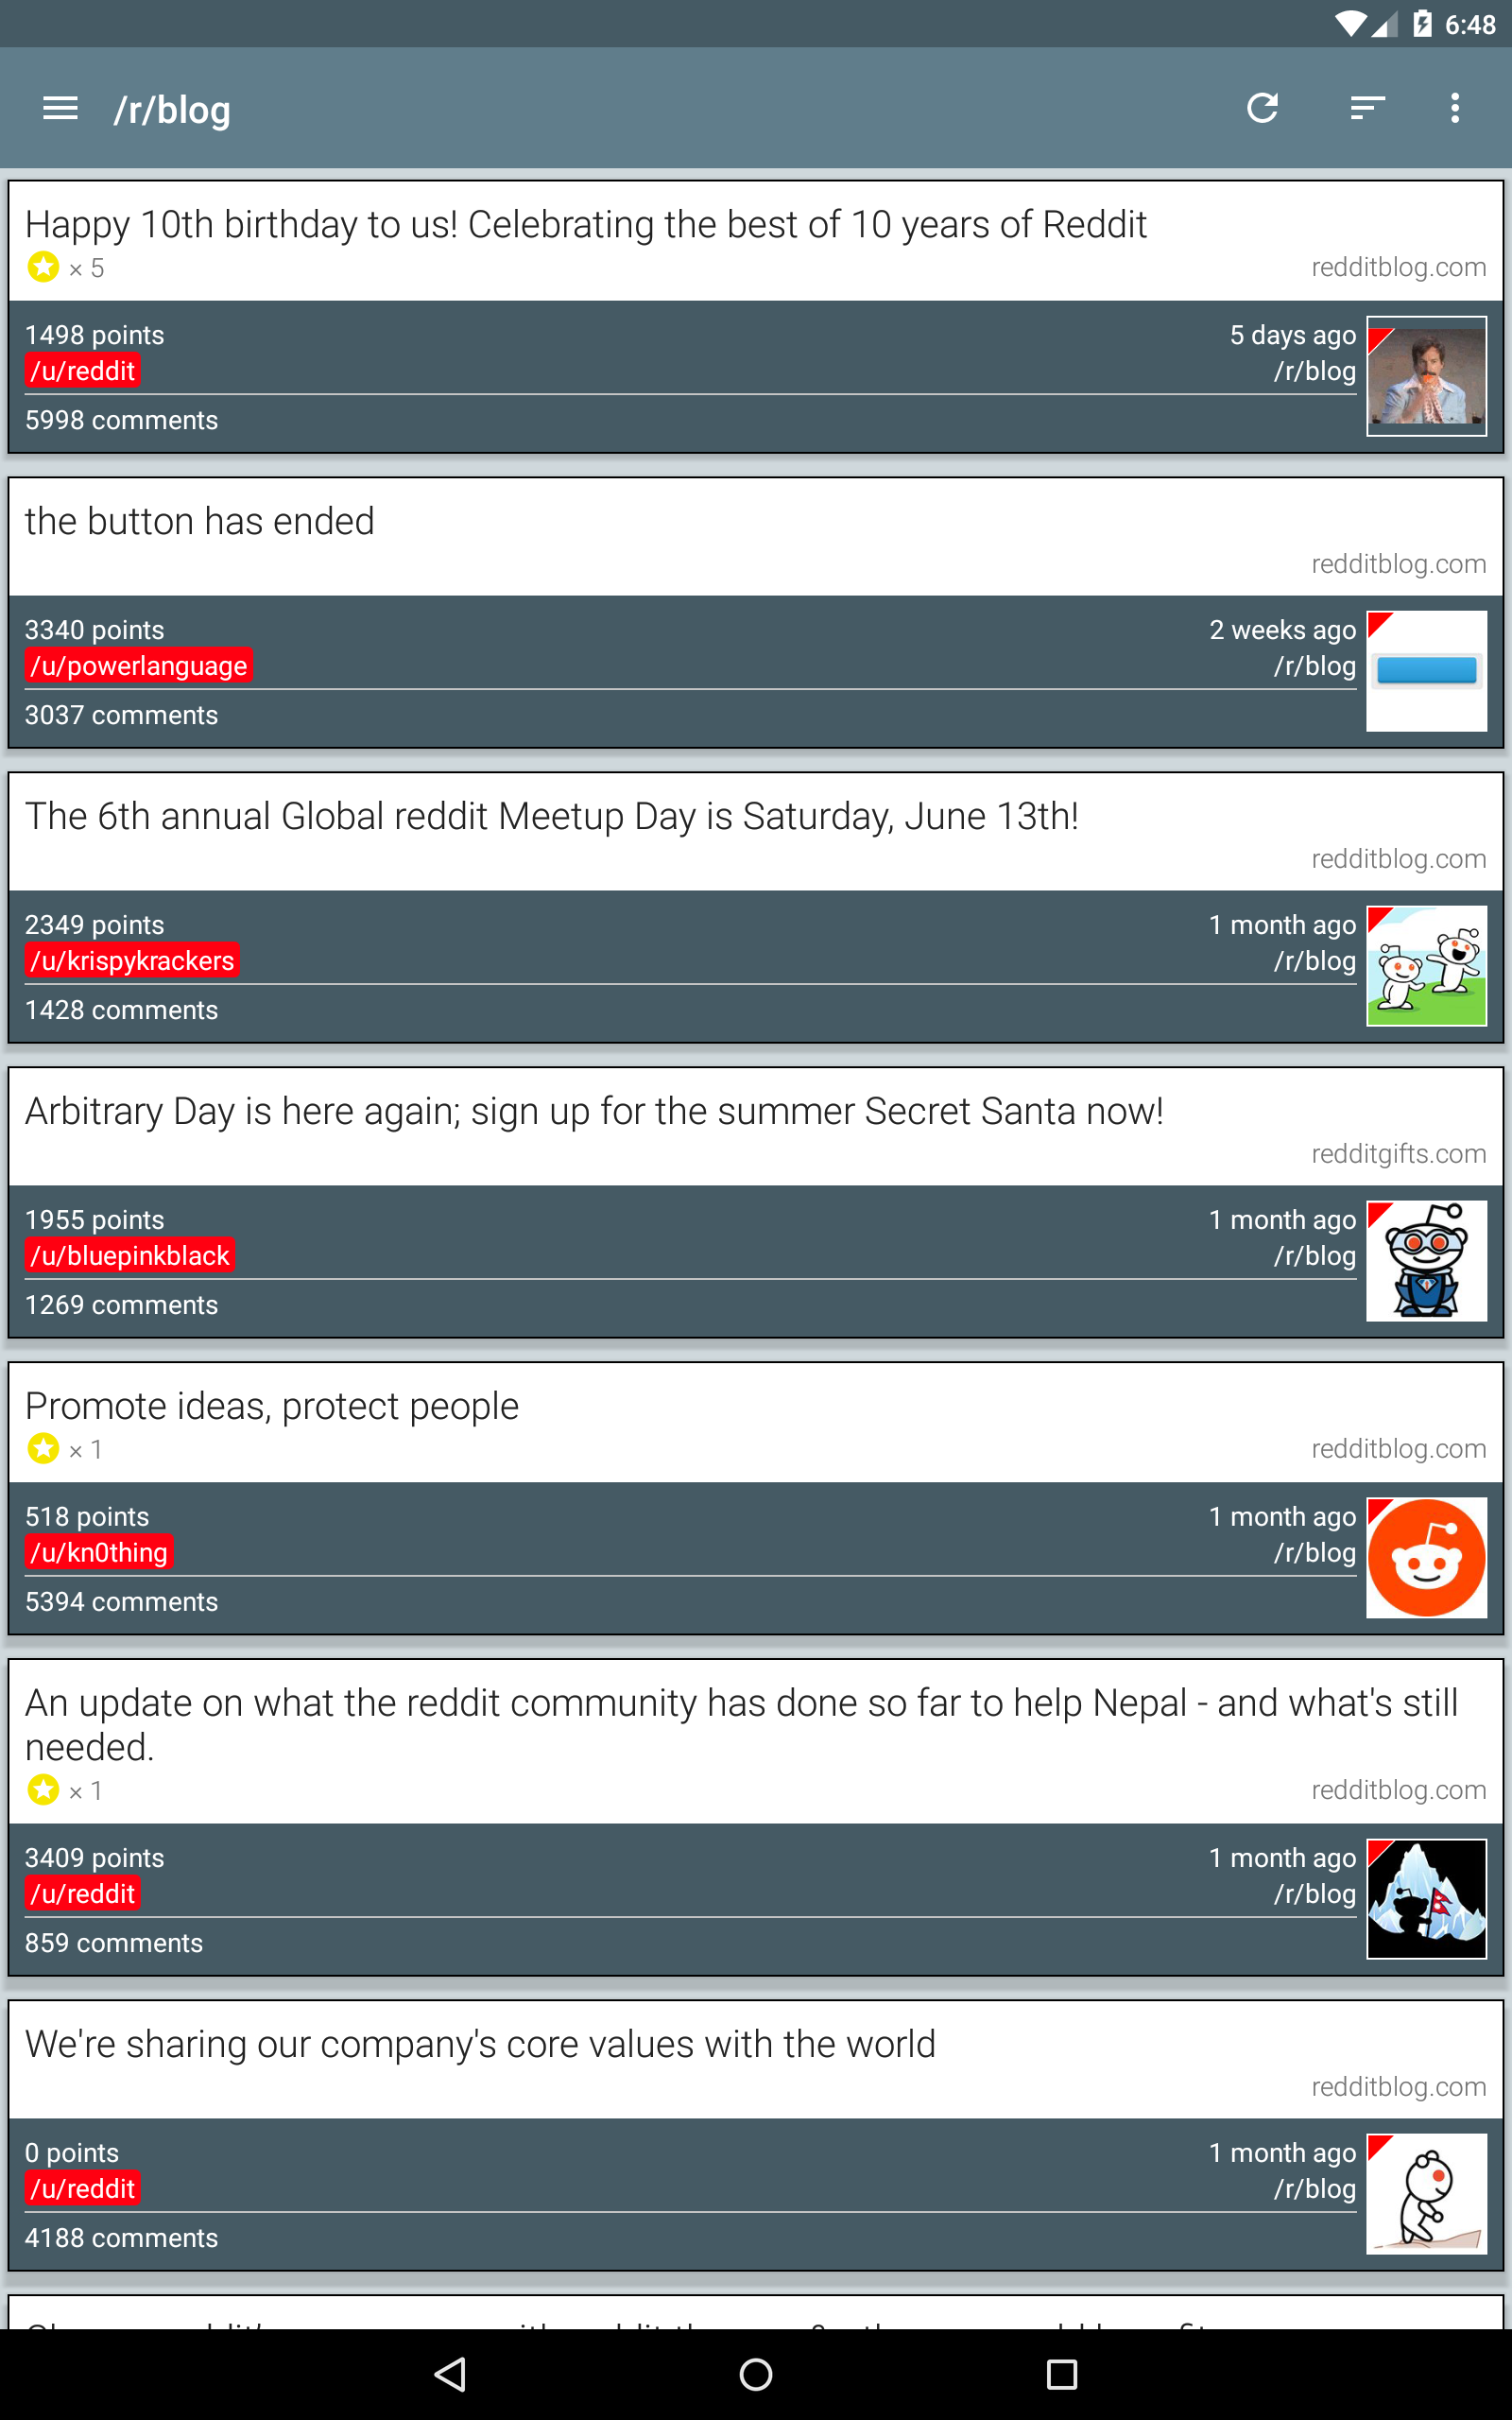 6:48
/r/blog
Happy 10th birthday to us! Celebrating the best of 10 years of Reddit
× 5
redditblog.com
1498 points
5 days ago
/u/reddit
/r/blog
5998 comments
the button has ended
redditblog.com
3340 points
2 weeks ago
/u/powerlanguage
/r/blog
3037 comments
The 6th annual Global reddit Meetup Day is Saturday, June 13th!
redditblog.com
2349 points
1 month ago
/u/krispykrackers
/r/blog
1428 comments
Arbitrary Day is here again; sign up for the summer Secret Santa now!
redditgifts.com
1955 points
1 month ago
/u/bluepinkblack
/r/blog
1269 comments
Promote ideas, protect people
× 1
redditblog.com
518 points
1 month ago
/u/kn0thing
/r/blog
5394 comments
An update on what the reddit community has done so far to help Nepal - and what's still
needed.
× 1
redditblog.com
3409 points
1 month ago
/u/reddit
/r/blog
859 comments
We're sharing our company's core values with the world
redditblog.com
0 points
1 month ago
/u/reddit
/r/blog
4188 comments